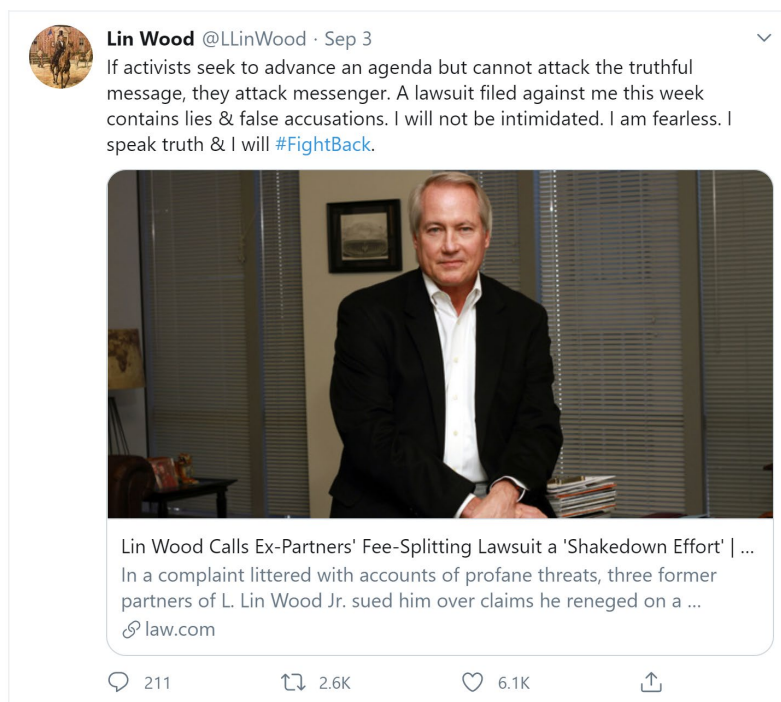 Lin Wood @LLinWood · Sep 3
If activists seek to advance an agenda but cannot attack the truthful
message, they attack messenger. A lawsuit filed against me this week
contains lies & false accusations. I will not be intimidated. I am fearless. I
speak truth & I will #FightBack.
Lin Wood Calls Ex-Partners' Fee-Splitting Lawsuit a 'Shakedown Effort' | ...
In a complaint littered with accounts of profane threats, three former
partners of L. Lin Wood Jr. sued him over claims he reneged on a ...
law.com
211 2.6K 6.1K